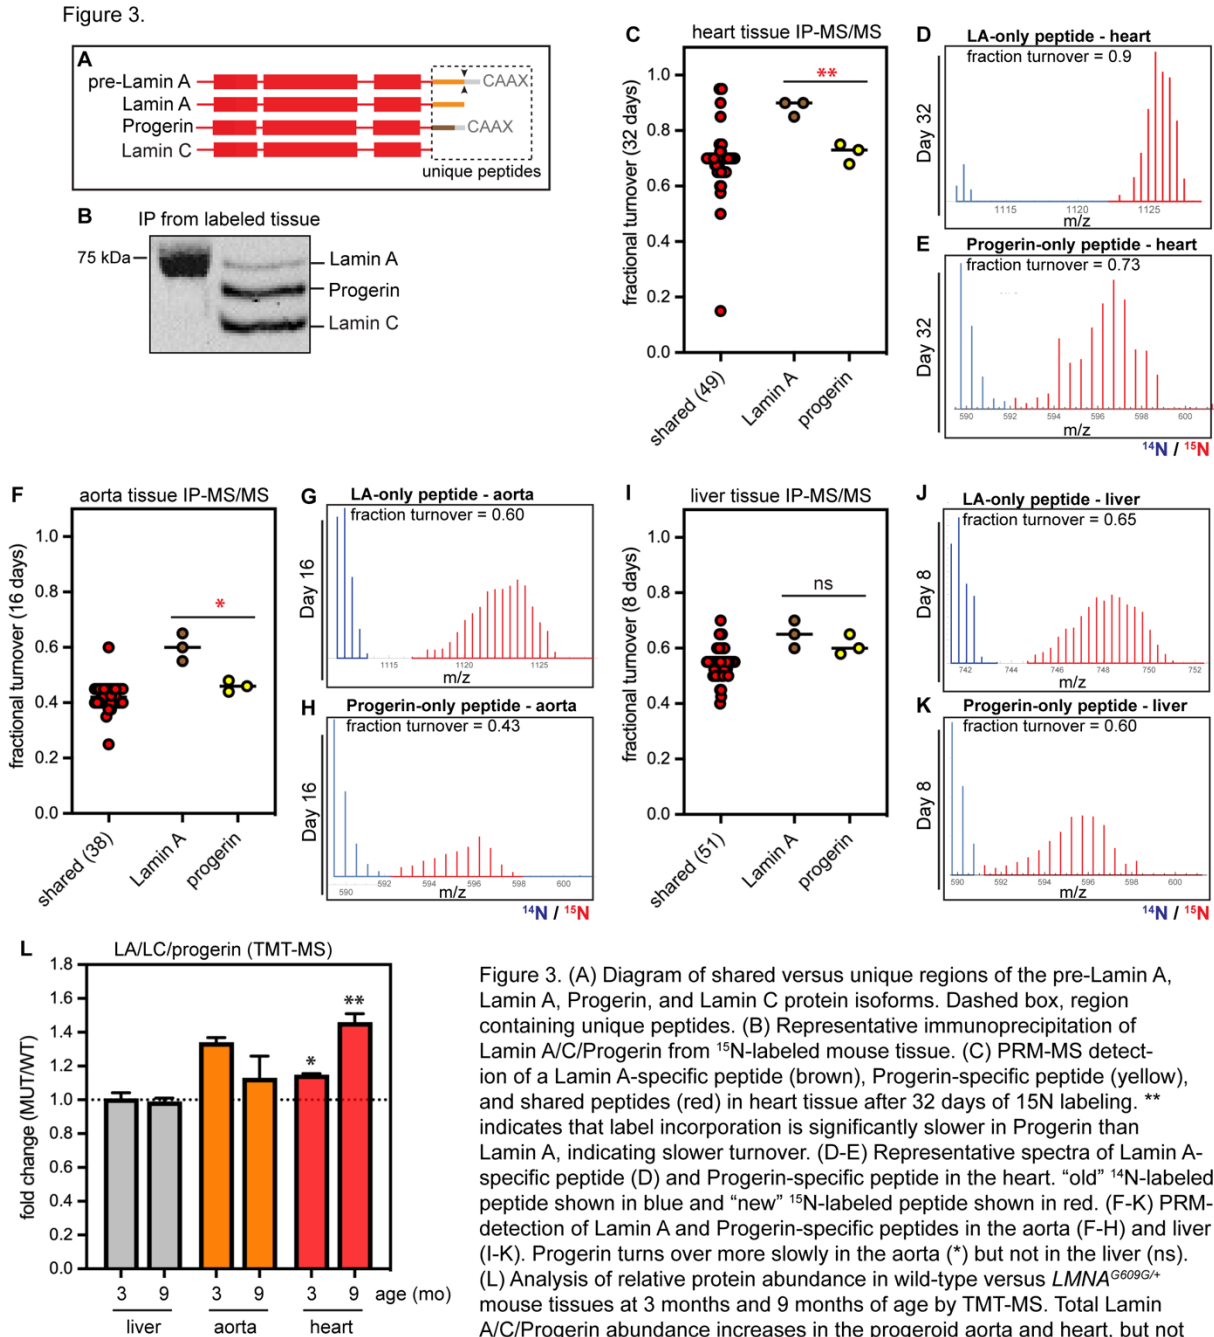 Figure 3.
A
pre-Lamin A
CAAX
Lamin A
Progerin
CAAX
Lamin C
unique peptides
B
IP from labeled tissue
75 kDa
Lamin A
Progerin
Lamin C
C
heart tissue IP-MS/MS
fractional turnover (32 days)
1.0
0.8
0.6
0.4
0.2
0.0
**
shared (49)
Lamin A
progerin
D
LA-only peptide - heart
fraction turnover = 0.9
Day 32
1115 1120 1125
m/z
E
Progerin-only peptide - heart
fraction turnover = 0.73
Day 32
590 592 594 596 598 600
m/z
14N / 15N
F
aorta tissue IP-MS/MS
fractional turnover (16 days)
1.0
0.8
0.6
0.4
0.2
0.0
*
shared (38)
Lamin A
progerin
G
LA-only peptide - aorta
fraction turnover = 0.60
Day 16
1115 1120 1125
m/z
H
Progerin-only peptide - aorta
fraction turnover = 0.43
Day 16
590 592 594 596 598 600
m/z
14N / 15N
I
liver tissue IP-MS/MS
fractional turnover (8 days)
1.0
0.8
0.6
0.4
0.2
0.0
ns
shared (51)
Lamin A
progerin
J
LA-only peptide - liver
fraction turnover = 0.65
Day 8
742 744 746 748 750 752
m/z
K
Progerin-only peptide - liver
fraction turnover = 0.60
Day 8
590 592 594 596 598 600
m/z
14N / 15N
L
LA/LC/progerin (TMT-MS)
fold change (MUT/WT)
1.8
1.6
1.4
1.2
1.0
0.8
0.6
0.4
0.2
0.0
*
**
3 9 3 9 3 9 age (mo)
liver aorta heart
Figure 3. (A) Diagram of shared versus unique regions of the pre-Lamin A,
Lamin A, Progerin, and Lamin C protein isoforms. Dashed box, region
containing unique peptides. (B) Representative immunoprecipitation of
Lamin A/C/Progerin from 15N-labeled mouse tissue. (C) PRM-MS detect-
ion of a Lamin A-specific peptide (brown), Progerin-specific peptide (yellow),
and shared peptides (red) in heart tissue after 32 days of 15N labeling. **
indicates that label incorporation is significantly slower in Progerin than
Lamin A, indicating slower turnover. (D-E) Representative spectra of Lamin A-
specific peptide (D) and Progerin-specific peptide in the heart. “old” 14N-labeled
peptide shown in blue and “new” 15N-labeled peptide shown in red. (F-K) PRM-
detection of Lamin A and Progerin-specific peptides in the aorta (F-H) and liver
(I-K). Progerin turns over more slowly in the aorta (*) but not in the liver (ns).
(L) Analysis of relative protein abundance in wild-type versus LMNAG609G/+
mouse tissues at 3 months and 9 months of age by TMT-MS. Total Lamin
A/C/Progerin abundance increases in the progeroid aorta and heart, but not